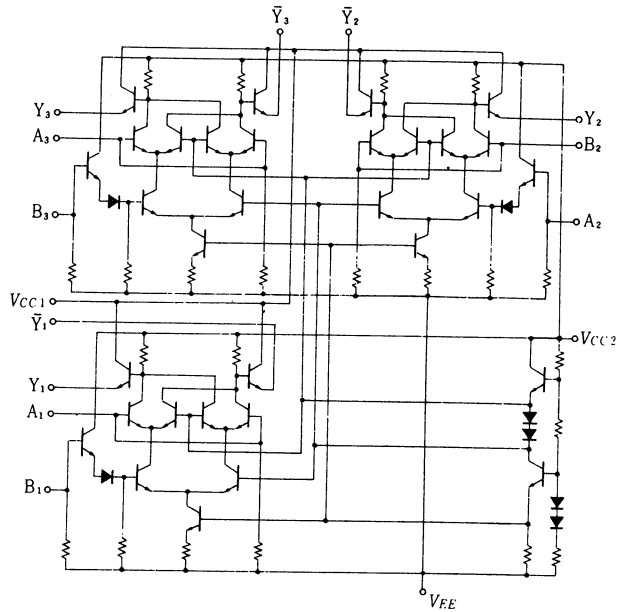 Ȳ3 Ȳ2
Y3 Y2
A3 B2
B3 A2
VCC1
Ȳ1 VCC2
Y1
A1
B1
VEE